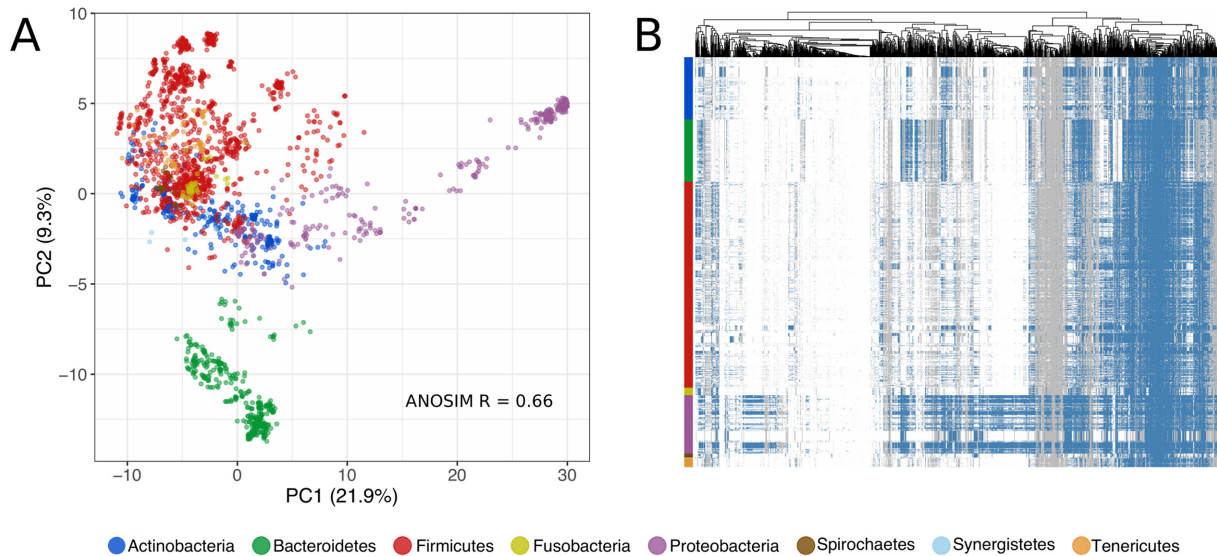 A
B
10
5
0
−5
−10
PC2 (9.3%)
ANOSIM R = 0.66
−10 0 10 20 30
PC1 (21.9%)
Actinobacteria Bacteroidetes Firmicutes Fusobacteria Proteobacteria Spirochaetes Synergistetes Tenericutes